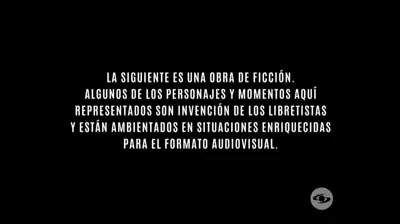 LA SIGUIENTE ES UNA OBRA DE FICCIÓN.
ALGUNOS DE LOS PERSONAJES Y MOMENTOS AQUÍ
REPRESENTADOS SON INVENCIÓN DE LOS LIBRETISTAS
Y ESTÁN AMBIENTADOS EN SITUACIONES ENRIQUECIDAS
PARA EL FORMATO AUDIOVISUAL.